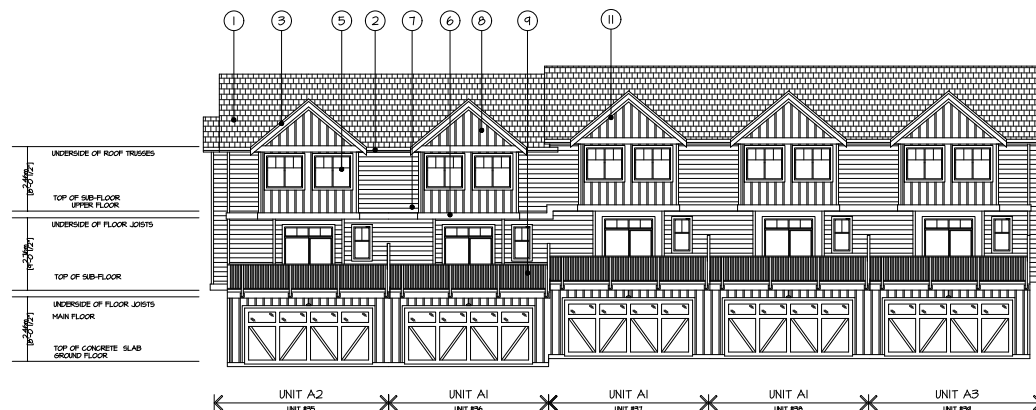 1 3 5 2 7 6 8 9 11
UNDERSIDE OF ROOF TRUSSES
2.46m
[8'-0 1/2"]
TOP OF SUB-FLOOR
UPPER FLOOR
UNDERSIDE OF FLOOR JOISTS
[9'-0 1/2"]
TOP OF SUB-FLOOR
UNDERSIDE OF FLOOR JOISTS
MAIN FLOOR
2.46m
[8'-0 1/2"]
TOP OF CONCRETE SLAB
GROUND FLOOR
UNIT A2 UNIT A1 UNIT A1 UNIT A1 UNIT A3
UNIT #35 UNIT #36 UNIT #37 UNIT #38 UNIT #39